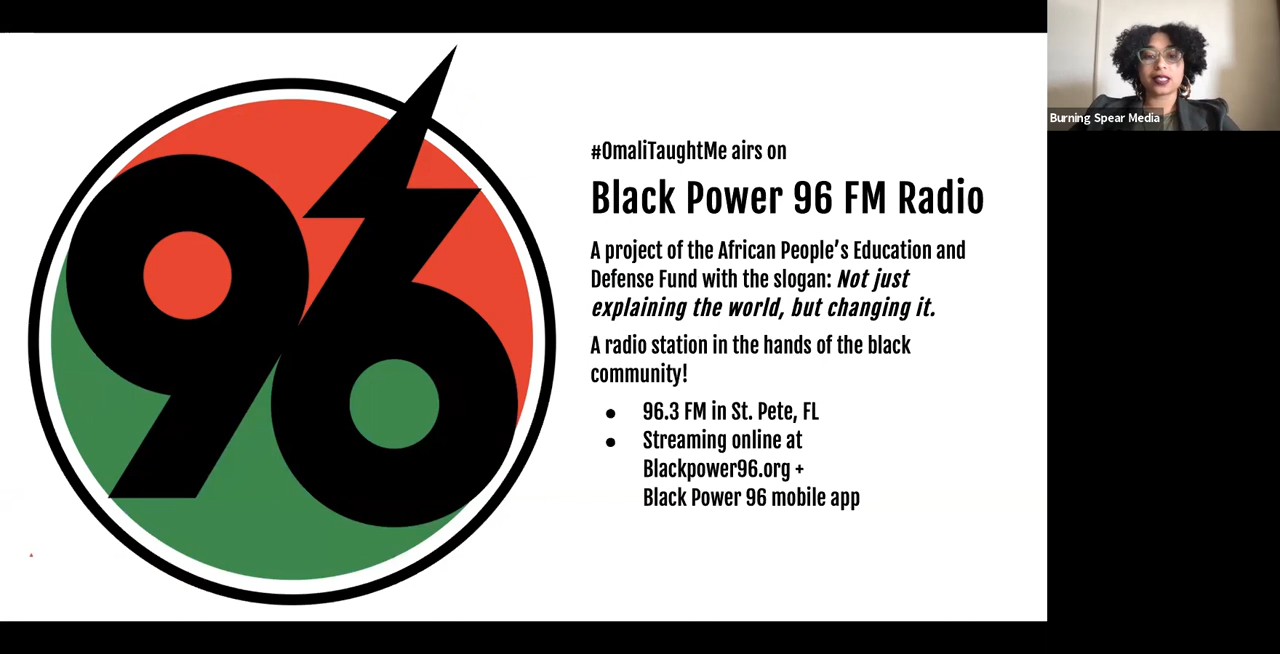 96
#OmaliTaughtMe airs on
Black Power 96 FM Radio
A project of the African People’s Education and
Defense Fund with the slogan: Not just
explaining the world, but changing it.
A radio station in the hands of the black
community!
● 96.3 FM in St. Pete, FL
● Streaming online at
Blackpower96.org +
Black Power 96 mobile app
Burning Spear Media